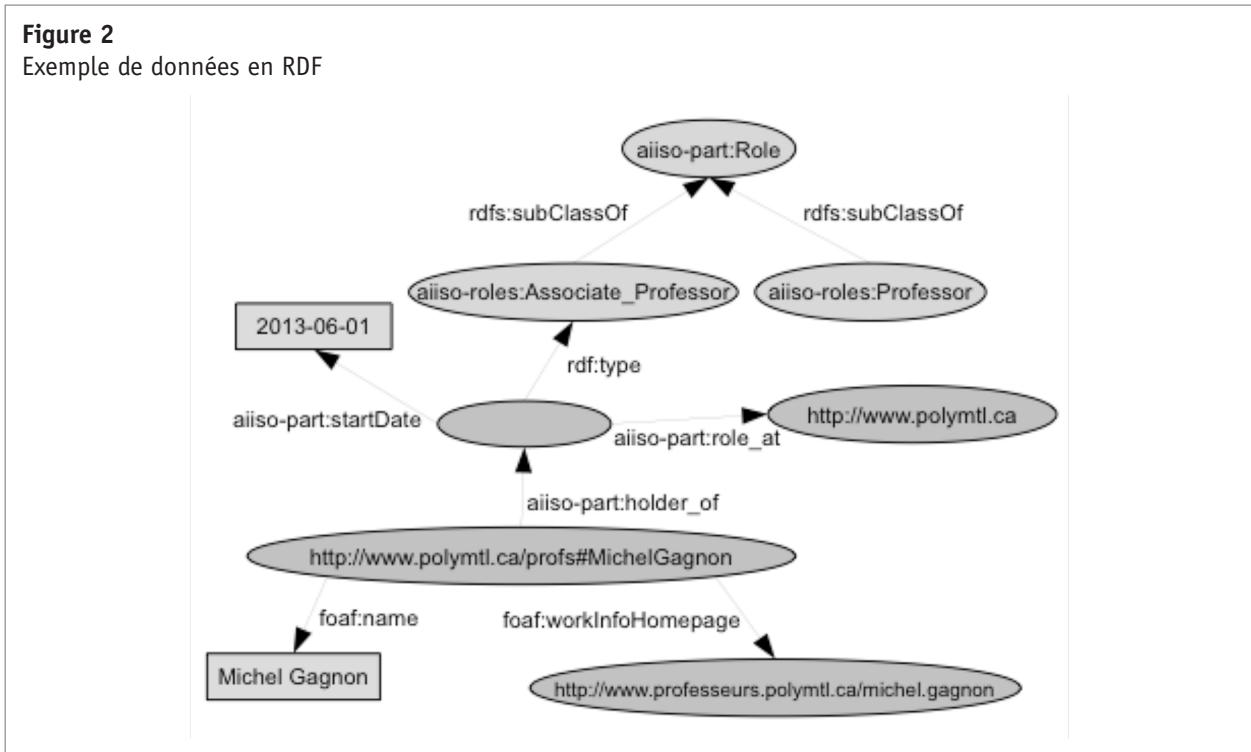 Figure 2
Exemple de données en RDF
aiiso-part:Role
rdfs:subClassOf
rdfs:subClassOf
aiiso-roles:Associate_Professor
aiiso-roles:Professor
2013-06-01
rdf:type
aiiso-part:startDate
http://www.polymtl.ca
aiiso-part:role_at
aiiso-part:holder_of
http://www.polymtl.ca/profs#MichelGagnon
foaf:name
foaf:workInfoHomepage
Michel Gagnon
http://www.professeurs.polymtl.ca/michel.gagnon